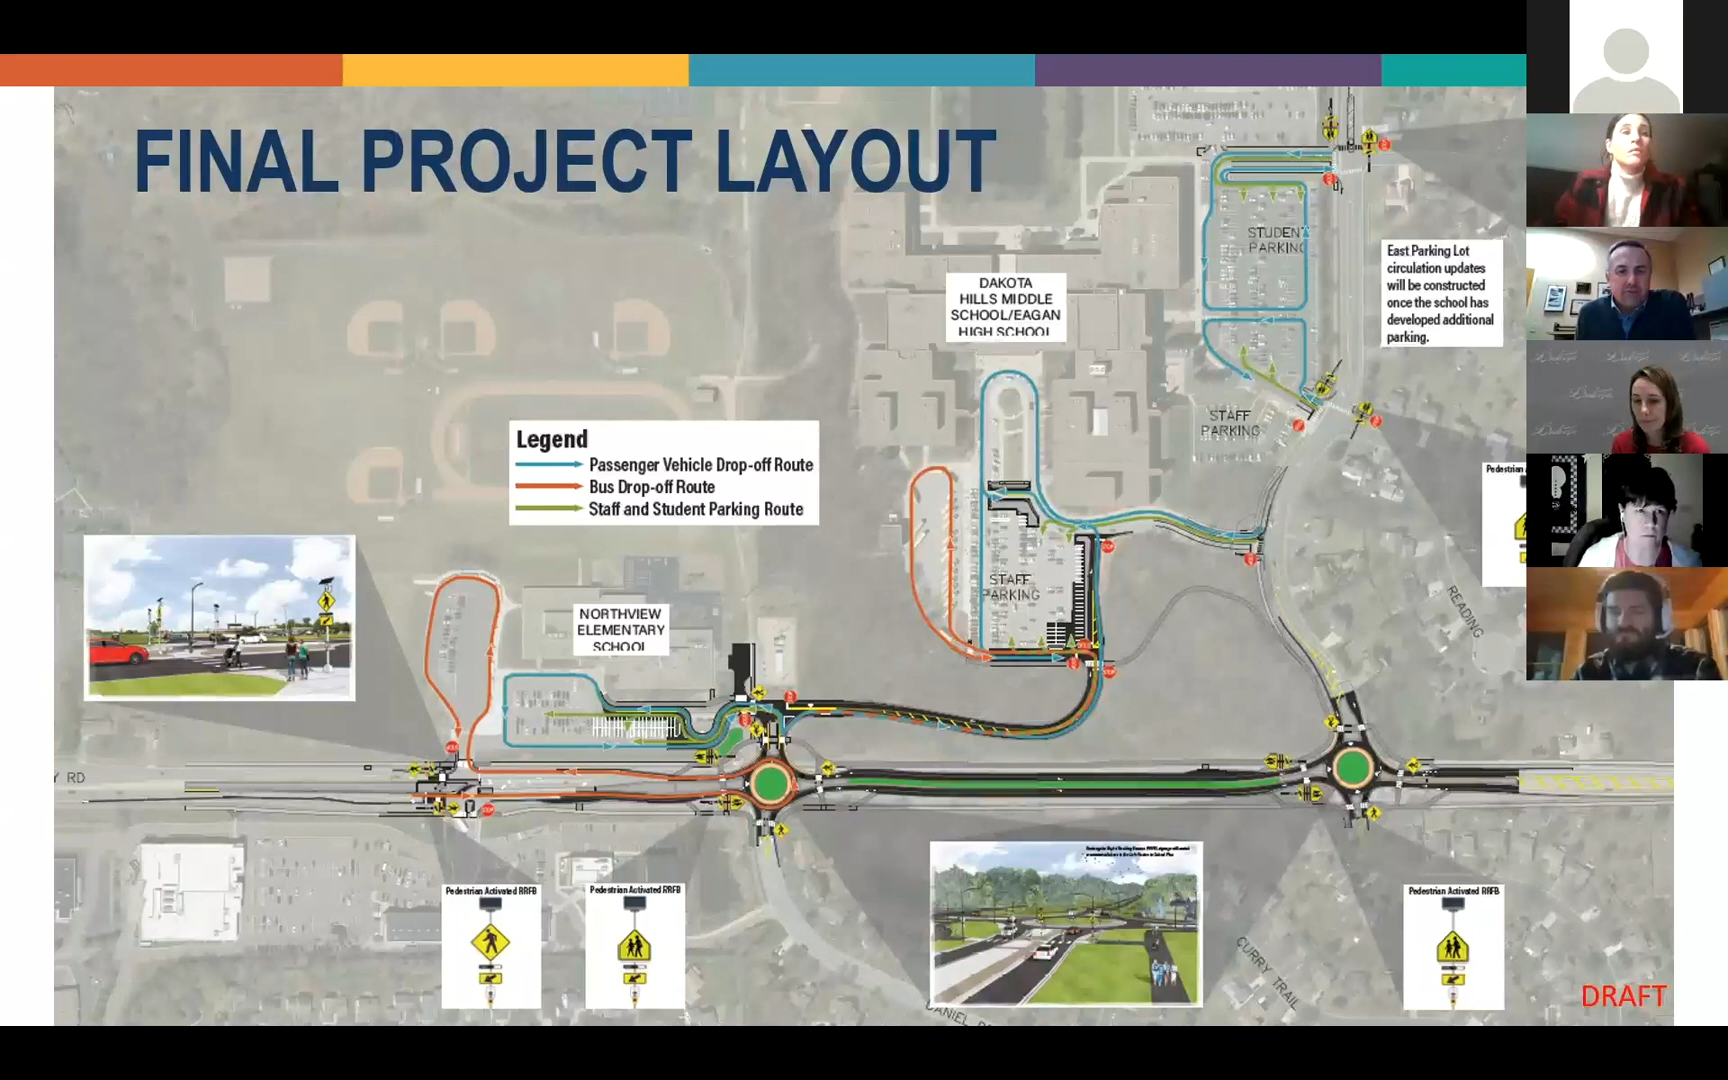 FINAL PROJECT LAYOUT
STUDENT
PARKING
East Parking Lot
circulation updates
will be constructed
once the school has
developed additional
parking.
DAKOTA
HILLS MIDDLE
SCHOOL/EAGAN
HIGH SCHOOL
STAFF
PARKING
Legend
Passenger Vehicle Drop-off Route
Bus Drop-off Route
Staff and Student Parking Route
Pedestrian
STAFF
PARKING
READING
NORTHVIEW
ELEMENTARY
SCHOOL
Y RD
Pedestrian Activated RRFB
Pedestrian Activated RRFB
Pedestrian Activated RRFB
CURRY TRAIL
DANIEL
DRAFT